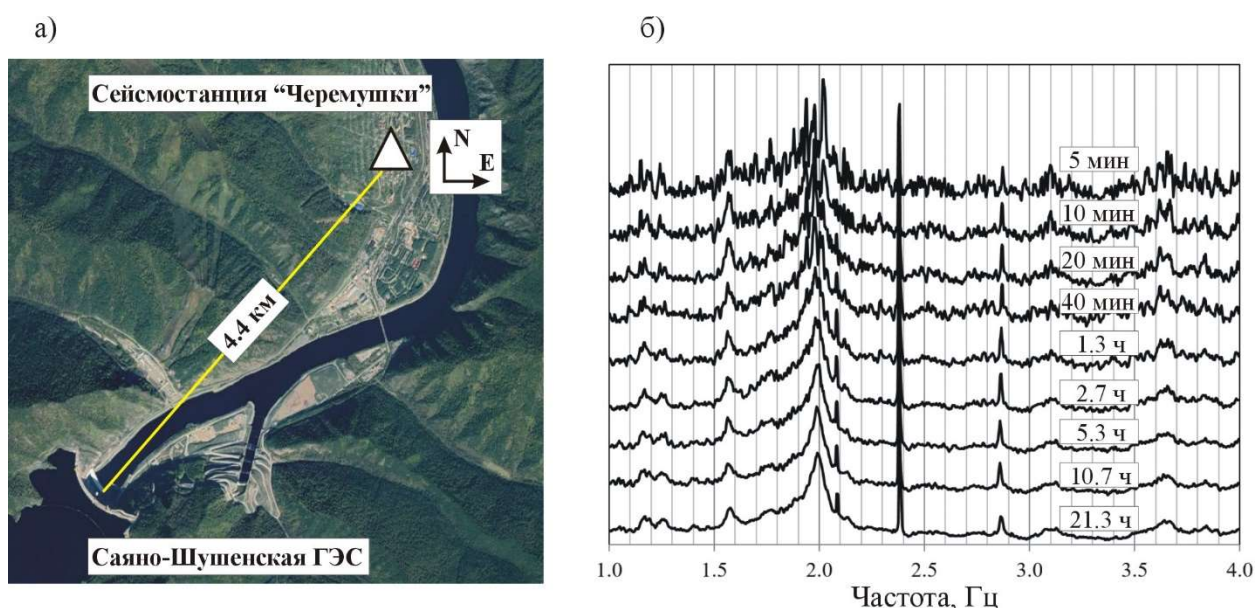 а)
Сейсмостанция “Черемушки”
N
E
4.4 км
Саяно-Шушенская ГЭС
б)
5 мин
10 мин
20 мин
40 мин
1.3 ч
2.7 ч
5.3 ч
10.7 ч
21.3 ч
1.0 1.5 2.0 2.5 3.0 3.5 4.0
Частота, Гц